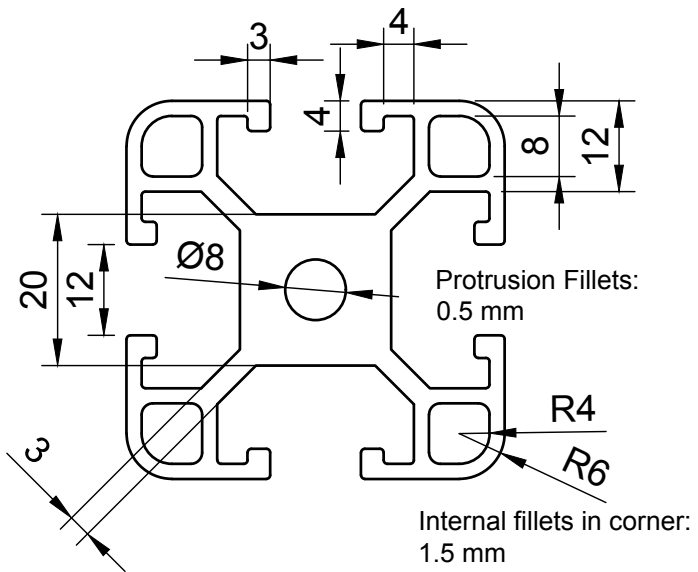 3
4
4
8
12
Ø8
20
12
Protrusion Fillets:
0.5 mm
R4
3
R6
Internal fillets in corner:
1.5 mm